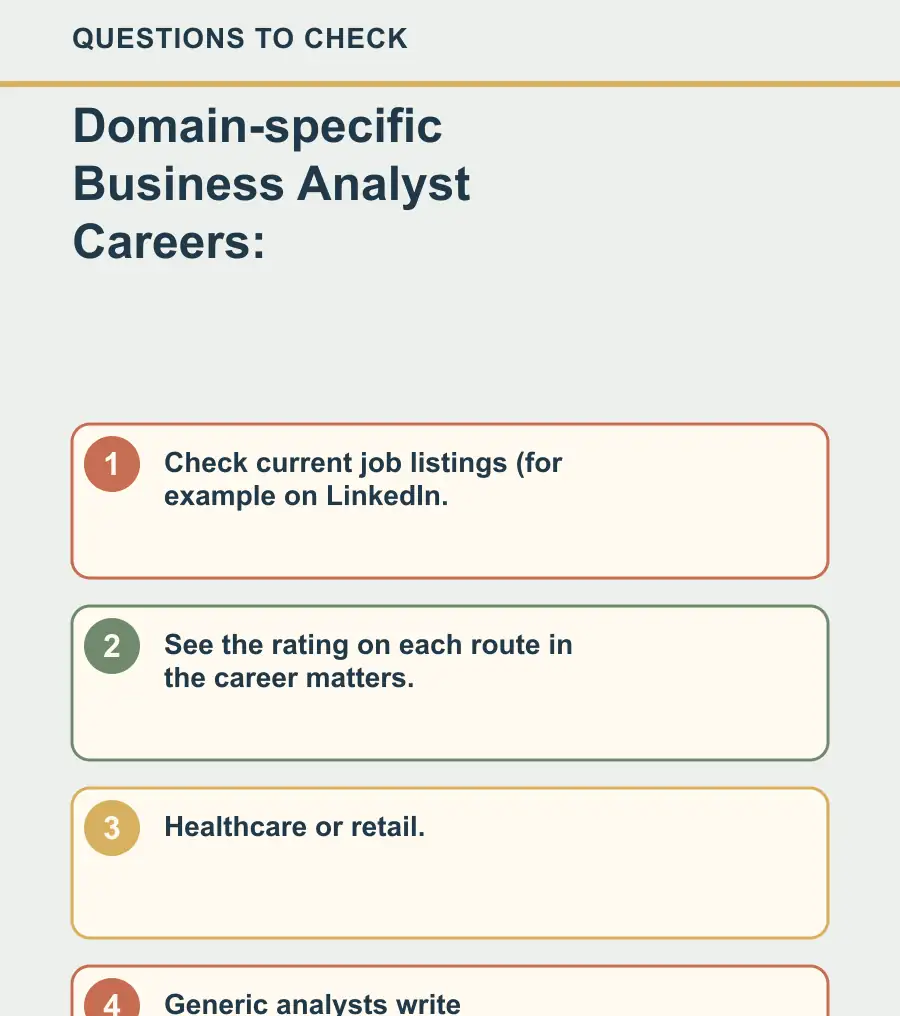 QUESTIONS TO CHECK
Domain-specific
Business Analyst
Careers:
1
Check current job listings (for
example on LinkedIn.
2
See the rating on each route in
the career matters.
3
Healthcare or retail.
4
Generic analysts write